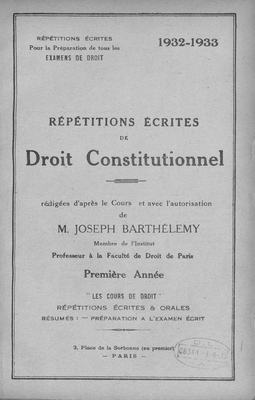 RÉPÉTITIONS ÉCRITES
Pour la Préparation de tous les
EXAMENS DE DROIT
1932-1933
RÉPÉTITIONS ÉCRITES
DE
Droit Constitutionnel
rédigées d'après le Cours et avec l'autorisation
de
M. JOSEPH BARTHÉLEMY
Membre de l'Institut
Professeur à la Faculté de Droit de Paris
Première Année
"LES COURS DE DROIT"
RÉPÉTITIONS ÉCRITES & ORALES
RÉSUMÉS: — PRÉPARATION A L'EXAMEN ÉCRIT
3, Place de la Sorbonne (au premier)
— PARIS —